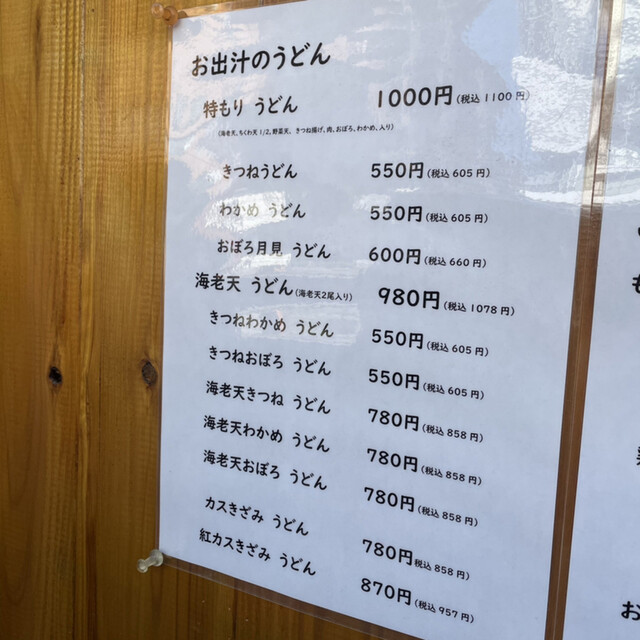 お出汁のうどん
特もり うどん 1000円(税込 1100 円)
(海老天、ちくわ天 1/2、野菜天、きつね揚げ、肉、おぼろ、わかめ、入り)
きつねうどん 550円(税込 605 円)
わかめ うどん 550円(税込 605 円)
おぼろ月見 うどん 600円(税込 660 円)
海老天 うどん(海老天2尾入り) 980円(税込 1078 円)
きつねわかめ うどん 550円(税込 605 円)
きつねおぼろ うどん 550円(税込 605 円)
海老天きつね うどん 780円(税込 858 円)
海老天わかめ うどん 780円(税込 858 円)
海老天おぼろ うどん 780円(税込 858 円)
カスきざみ うどん 780円税込 858 円)
紅カスきざみ うどん 870円(税込 957 円)
お